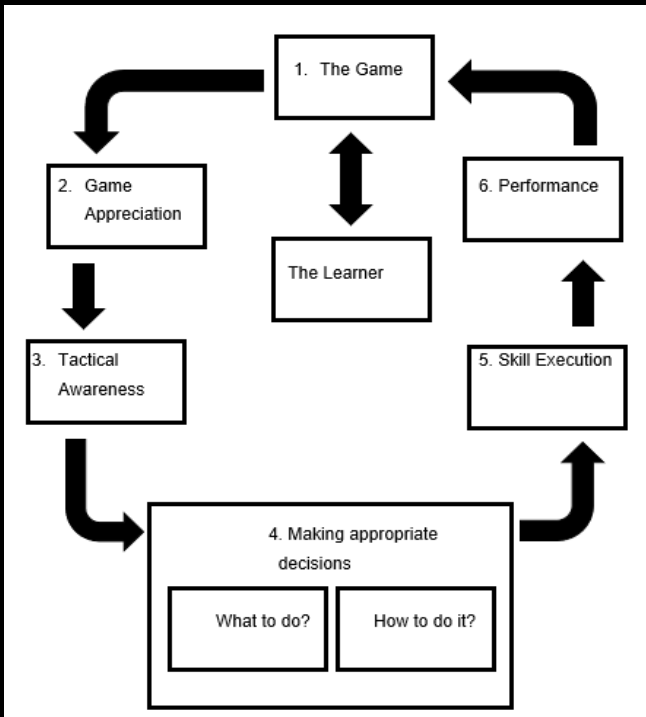 1. The Game
2. Game
Appreciation
3. Tactical
Awareness
4. Making appropriate
decisions
What to do?
How to do it?
5. Skill Execution
6. Performance
The Learner